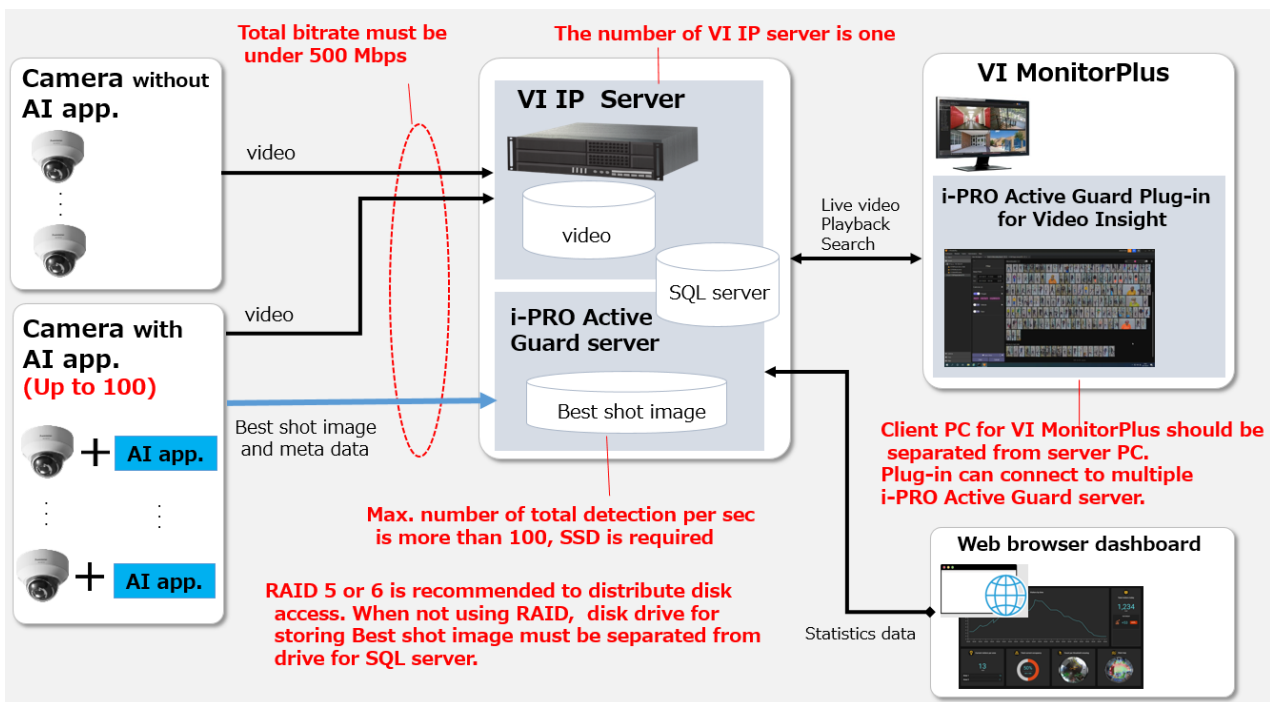 Total bitrate must be
under 500 Mbps
The number of VI IP server is one
Camera without
AI app.
video
VI IP  Server
video
SQL server
VI MonitorPlus
i-PRO Active Guard Plug-in
for Video Insight
Live video
Playback
Search
Camera with
AI app.
(Up to 100)
AI app.
AI app.
video
Best shot image
and meta data
i-PRO Active
Guard server
Best shot image
Client PC for VI MonitorPlus should be
separated from server PC.
Plug-in can connect to multiple
i-PRO Active Guard server.
Max. number of total detection per sec
is more than 100, SSD is required
RAID 5 or 6 is recommended to distribute disk
access. When not using RAID,  disk drive for
storing Best shot image must be separated from
drive for SQL server.
Web browser dashboard
1,234
13
Statistics data